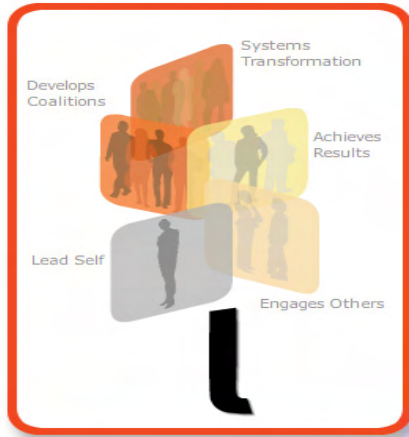 Systems
Transformation
Develops
Coalitions
Achieves
Results
Lead Self
Engages Others